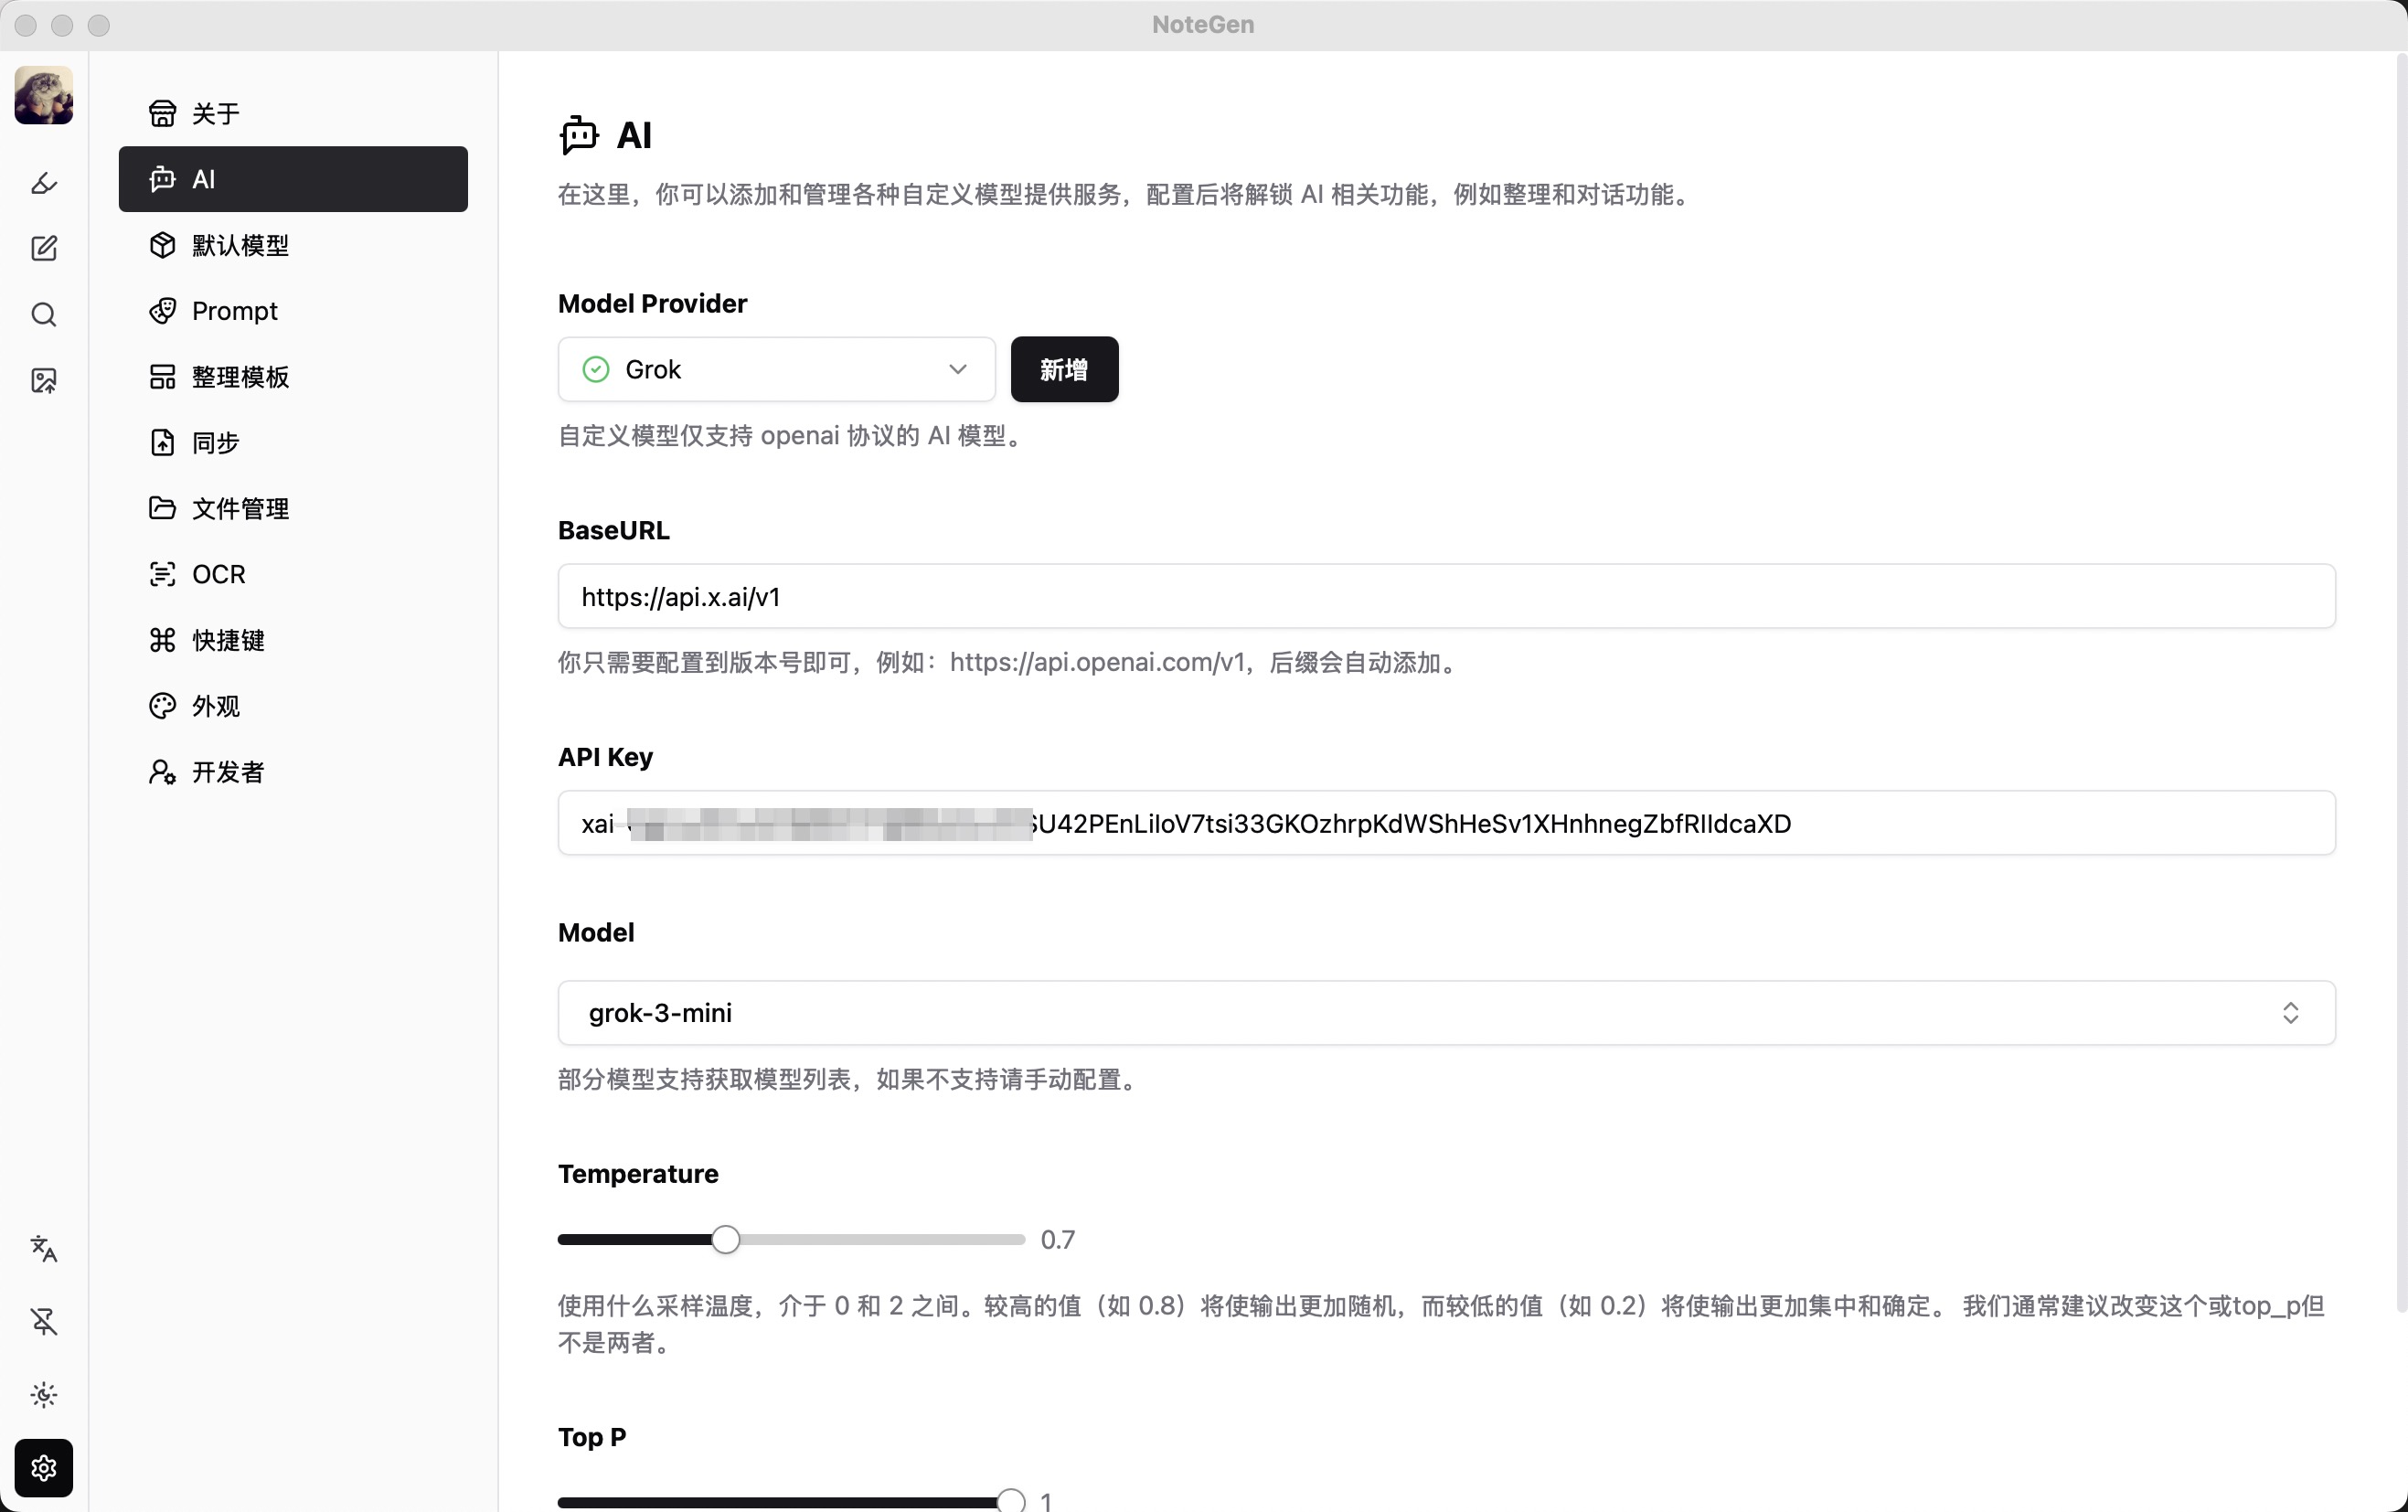 NoteGen
关于
AI
默认模型
Prompt
整理模板
同步
文件管理
OCR
快捷键
外观
开发者
AI
在这里，你可以添加和管理各种自定义模型提供服务，配置后将解锁 AI 相关功能，例如整理和对话功能。
Model Provider
Grok
新增
自定义模型仅支持 openai 协议的 AI 模型。
BaseURL
https://api.x.ai/v1
你只需要配置到版本号即可，例如：https://api.openai.com/v1，后缀会自动添加。
API Key
xai-
Model
grok-3-mini
部分模型支持获取模型列表，如果不支持请手动配置。
Temperature
0.7
使用什么采样温度，介于 0 和 2 之间。较高的值（如 0.8）将使输出更加随机，而较低的值（如 0.2）将使输出更加集中和确定。 我们通常建议改变这个或top_p但
不是两者。
Top P
1